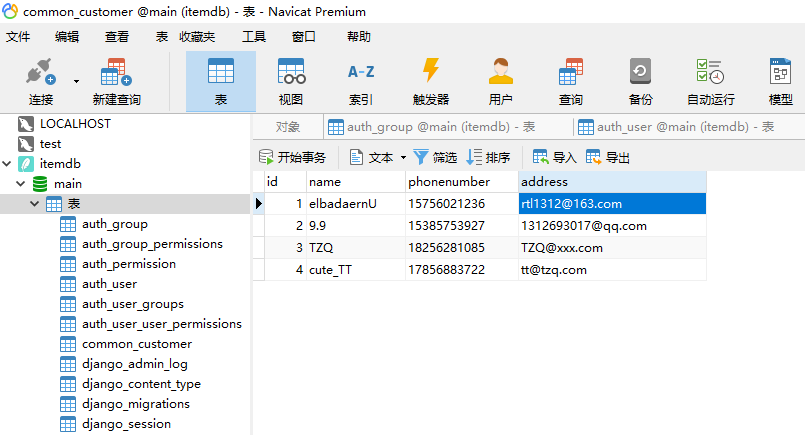 common_customer @main (itemdb) - 表 - Navicat Premium
文件 编辑 查看 表 收藏夹 工具 窗口 帮助
A-Z
连接 新建查询 表 视图 索引 触发器 用户 查询 备份 自动运行 模型
LOCALHOST
test
itemdb
main
表
auth_group
auth_group_permissions
auth_permission
auth_user
auth_user_groups
auth_user_user_permissions
common_customer
django_admin_log
django_content_type
django_migrations
django_session
对象 auth_group @main (itemdb) - 表 auth_user @main (itemdb) - 表
开始事务 文本 筛选 排序 导入 导出
id name phonenumber address
1 elbadaernU 15756021236 rtl1312@163.com
2 9.9 15385753927 1312693017@qq.com
3 TZQ 18256281085 TZQ@xxx.com
4 cute_TT 17856883722 tt@tzq.com